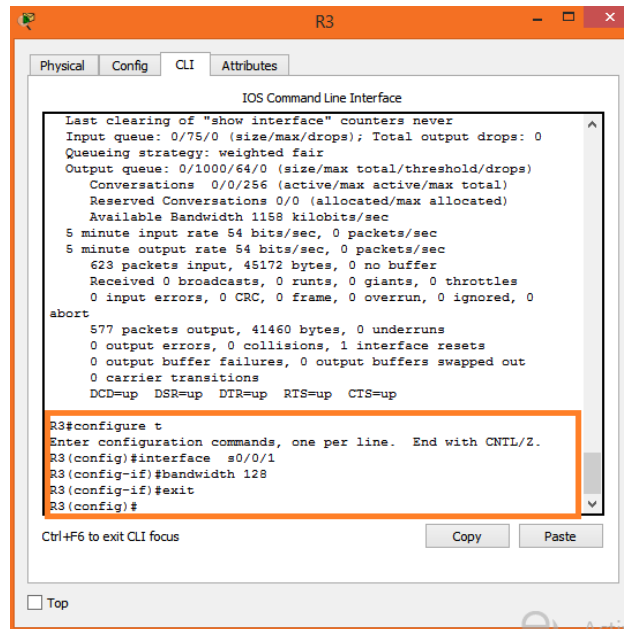 R3
Physical Config CLI Attributes
IOS Command Line Interface
Last clearing of "show interface" counters never
Input queue: 0/75/0 (size/max/drops); Total output drops: 0
Queueing strategy: weighted fair
Output queue: 0/1000/64/0 (size/max total/threshold/drops)
Conversations 0/0/256 (active/max active/max total)
Reserved Conversations 0/0 (allocated/max allocated)
Available Bandwidth 1158 kilobits/sec
5 minute input rate 54 bits/sec, 0 packets/sec
5 minute output rate 54 bits/sec, 0 packets/sec
623 packets input, 45172 bytes, 0 no buffer
Received 0 broadcasts, 0 runts, 0 giants, 0 throttles
0 input errors, 0 CRC, 0 frame, 0 overrun, 0 ignored, 0
abort
577 packets output, 41460 bytes, 0 underruns
0 output errors, 0 collisions, 1 interface resets
0 output buffer failures, 0 output buffers swapped out
0 carrier transitions
DCD=up DSR=up DTR=up RTS=up CTS=up
R3#configure t
Enter configuration commands, one per line. End with CNTL/Z.
R3(config)#interface s0/0/1
R3(config-if)#bandwidth 128
R3(config-if)#exit
R3(config)#
Ctrl+F6 to exit CLI focus
Copy Paste
Top